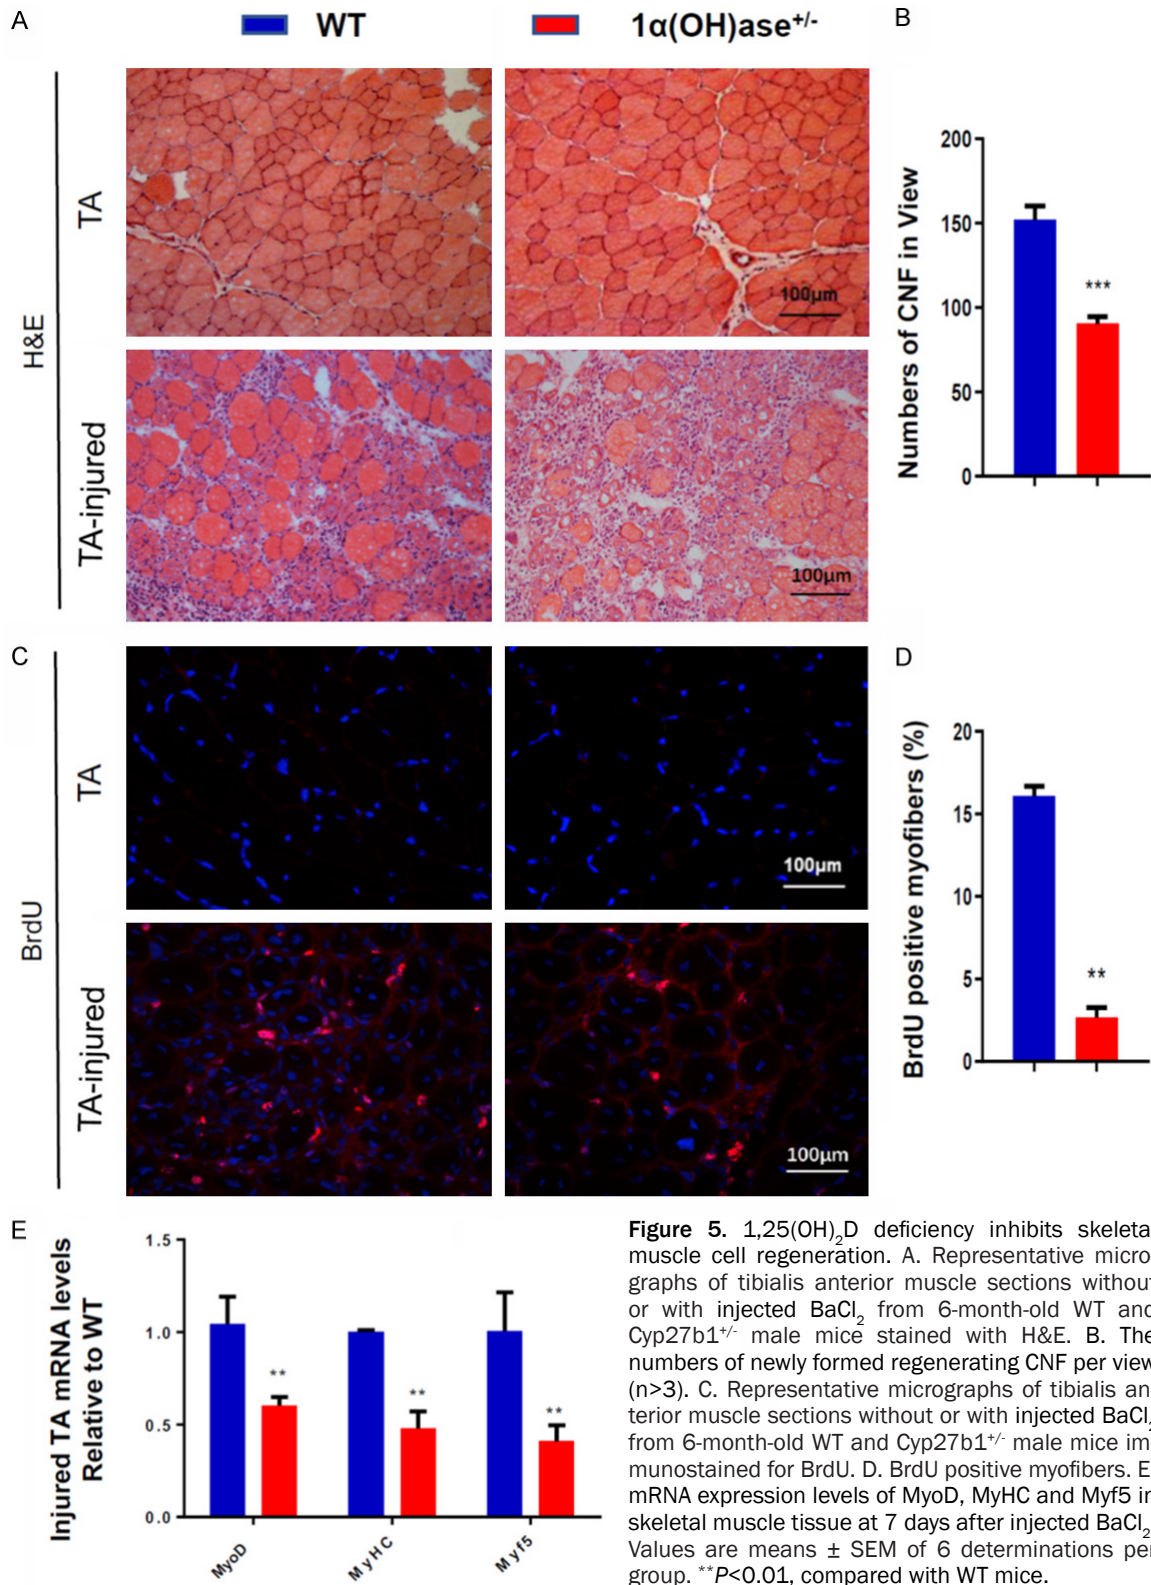 A
WT
1α(OH)ase+/-
B
H&E
TA
100μm
TA-injured
100μm
Numbers of CNF in View
200
150
100
50
0
***
C
BrdU
TA
100μm
TA-injured
100μm
D
BrdU positive myofibers (%)
20
15
10
5
0
**
E
Injured TA mRNA levels
Relative to WT
1.5
1.0
0.5
0.0
**
**
**
MyoD
MyHC
Myf5
Figure 5. 1,25(OH)2D deficiency inhibits skeleta
muscle cell regeneration. A. Representative micro
graphs of tibialis anterior muscle sections without
or with injected BaCl2 from 6-month-old WT and
Cyp27b1+/- male mice stained with H&E. B. The
numbers of newly formed regenerating CNF per view
(n>3). C. Representative micrographs of tibialis an
terior muscle sections without or with injected BaCl2
from 6-month-old WT and Cyp27b1+/- male mice im
munostained for BrdU. D. BrdU positive myofibers. E
mRNA expression levels of MyoD, MyHC and Myf5 in
skeletal muscle tissue at 7 days after injected BaCl2
Values are means ± SEM of 6 determinations per
group. **P<0.01, compared with WT mice.